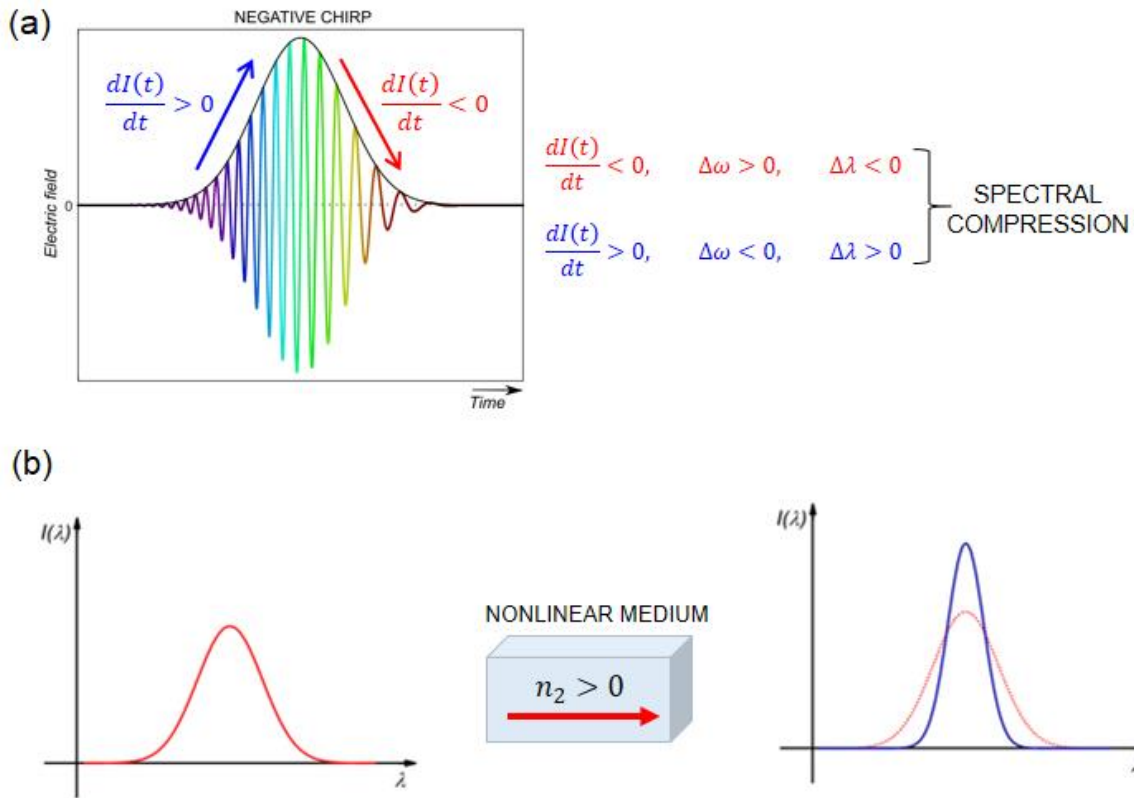 (a)
NEGATIVE CHIRP
dI(t)/dt > 0
dI(t)/dt < 0
Electric field
0
Time
dI(t)/dt < 0, Δω > 0, Δλ < 0
dI(t)/dt > 0, Δω < 0, Δλ > 0
SPECTRAL
COMPRESSION
(b)
I(λ)
λ
NONLINEAR MEDIUM
n₂ > 0
I(λ)